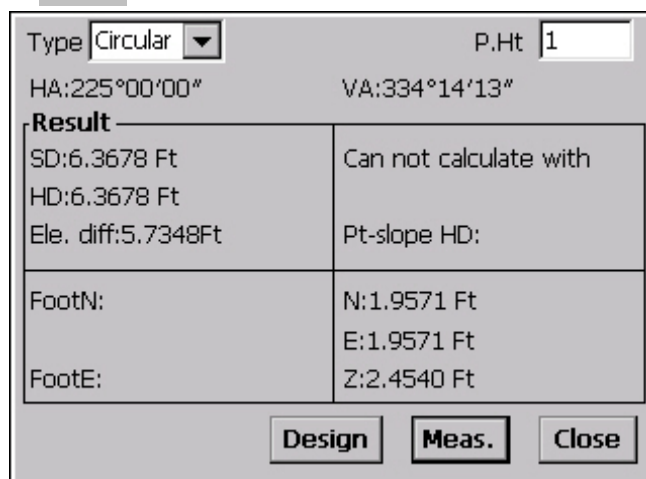 Type Circular P.Ht 1
HA:225°00'00" VA:334°14'13"
Result
SD:6.3678 Ft Can not calculate with
HD:6.3678 Ft
Ele. diff:5.7348Ft Pt-slope HD:
FootN: N:1.9571 Ft
E:1.9571 Ft
FootE: Z:2.4540 Ft
Design Meas. Close